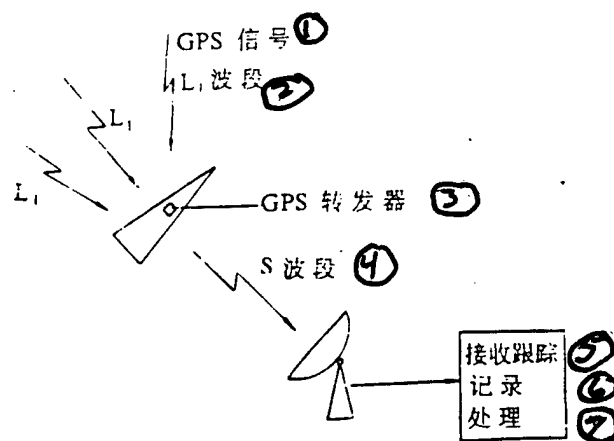 GPS 信号 ①
L₁ 波段 ②
L₁
L₁
GPS 转发器 ③
S 波段 ④
接收跟踪 ⑤
记录 ⑥
处理 ⑦